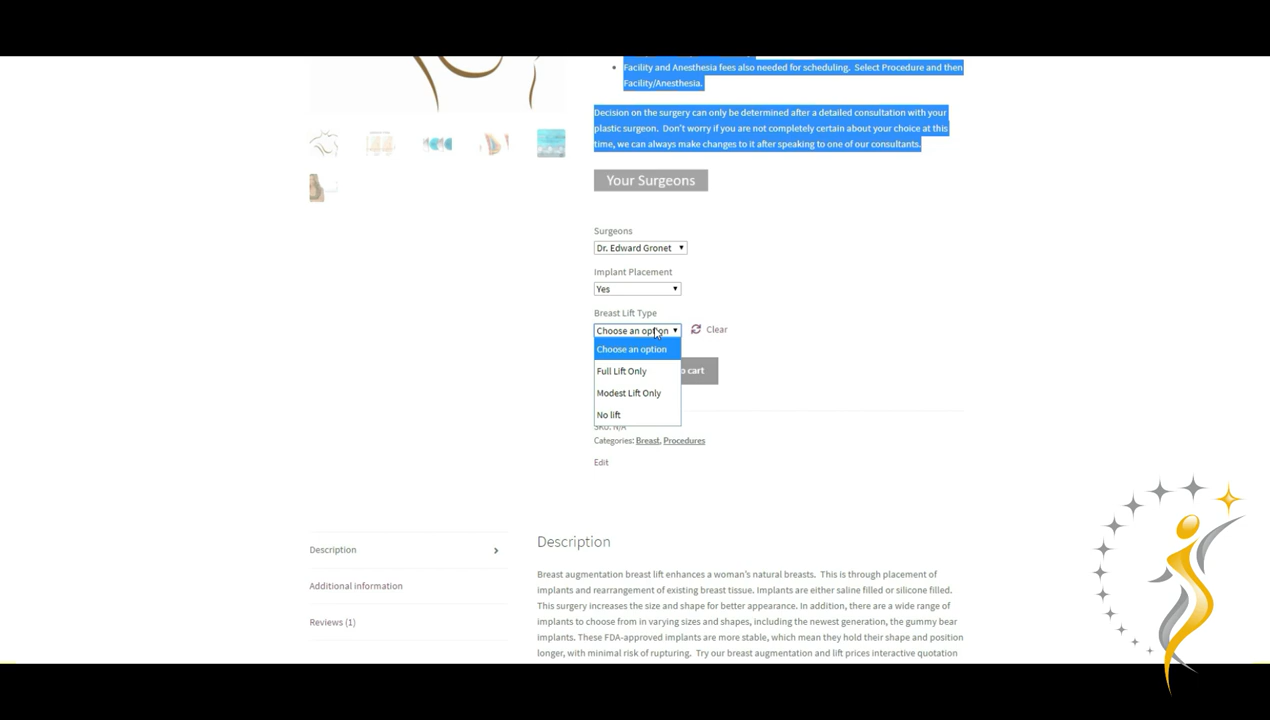 Facility and Anesthesia fees also needed for scheduling.  Select Procedure and then
Facility/Anesthesia.
Decision on the surgery can only be determined after a detailed consultation with your
plastic surgeon.  Don't worry if you are not completely certain about your choice at this
time, we can always make changes to it after speaking to one of our consultants.
Your Surgeons
Surgeons
Dr. Edward Gronet
Implant Placement
Yes
Breast Lift Type
Choose an option
Clear
Choose an option
Full Lift Only
cart
Modest Lift Only
No lift
SKU: N/A
Categories: Breast, Procedures
Edit
Description
Additional information
Reviews (1)
Description
Breast augmentation breast lift enhances a woman's natural breasts.  This is through placement of
implants and rearrangement of existing breast tissue. Implants are either saline filled or silicone filled.
This surgery increases the size and shape for better appearance. In addition, there are a wide range of
implants to choose from in varying sizes and shapes, including the newest generation, the gummy bear
implants. These FDA-approved implants are more stable, which mean they hold their shape and position
longer, with minimal risk of rupturing.  Try our breast augmentation and lift prices interactive quotation